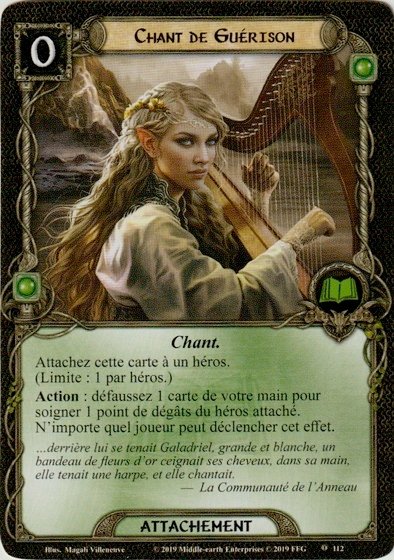 0
CHANT DE GUÉRISON
Chant.
Attachez cette carte à un héros.
(Limite : 1 par héros.)
Action : défaussez 1 carte de votre main pour
soigner 1 point de dégâts du héros attaché.
N'importe quel joueur peut déclencher cet effet.
…derrière lui se tenait Galadriel, grande et blanche, un
bandeau de fleurs d'or ceignait ses cheveux, dans sa main,
elle tenait une harpe, et elle chantait.
— La Communauté de l'Anneau
ATTACHEMENT
Illus. Magali Villeneuve © 2019 Middle-earth Enterprises © 2019 FFG 112